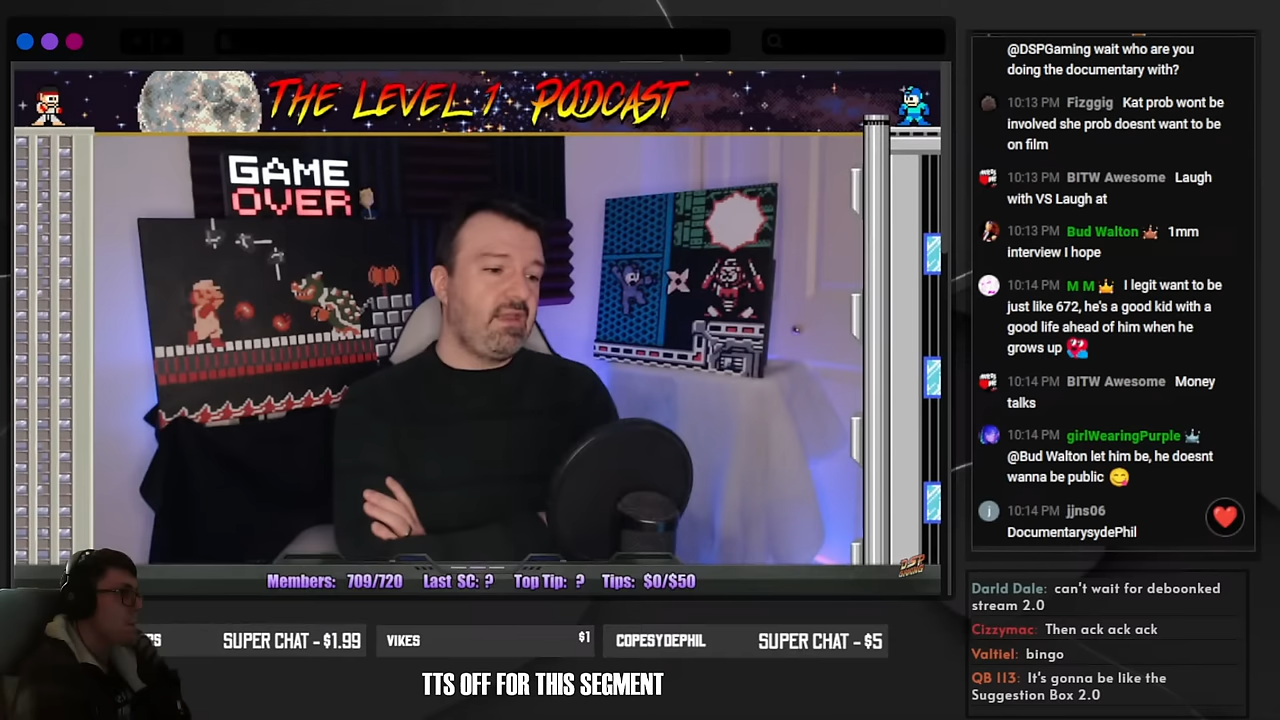 THE LEVEL 1 PODCAST
GAME
OVER
Members: 709/720 Last SC: ? Top Tip: ? Tips: $0/$50
DSP
GAMING
SUPER CHAT - $1.99
VIKES $1
COPESYDEPHIL SUPER CHAT - $5
TTS OFF FOR THIS SEGMENT
@DSPGaming wait who are you
doing the documentary with?
10:13 PM Fizggig Kat prob wont be
involved she prob doesnt want to be
on film
10:13 PM BITW Awesome Laugh
with VS Laugh at
10:13 PM Bud Walton 1mm
interview I hope
10:14 PM M M I legit want to be
just like 672, he's a good kid with a
good life ahead of him when he
grows up
10:14 PM BITW Awesome Money
talks
10:14 PM girlWearingPurple
@Bud Walton let him be, he doesnt
wanna be public
10:14 PM jjns06
DocumentarysydePhil
Darld Dale: can't wait for deboonked
stream 2.0
Cizzymac: Then ack ack ack
Valtiel: bingo
QB 113: It's gonna be like the
Suggestion Box 2.0